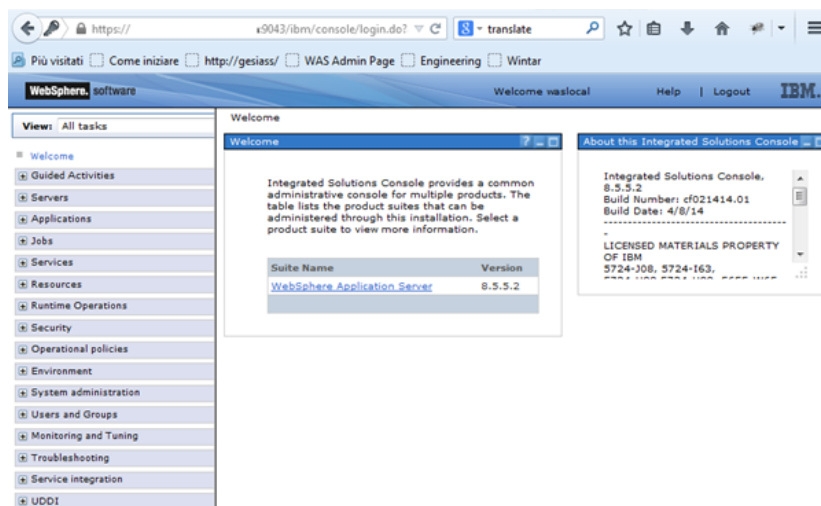 https://
:9043/ibm/console/login.do?
translate
Più visitati Come iniziare http://gesiass/ WAS Admin Page Engineering Wintar
WebSphere. software Welcome waslocal Help | Logout IBM.
View: All tasks
Welcome
Guided Activities
Servers
Applications
Jobs
Services
Resources
Runtime Operations
Security
Operational policies
Environment
System administration
Users and Groups
Monitoring and Tuning
Troubleshooting
Service integration
UDDI
Welcome
Welcome
Integrated Solutions Console provides a common
administrative console for multiple products. The
table lists the product suites that can be
administered through this installation. Select a
product suite to view more information.
Suite Name Version
WebSphere Application Server 8.5.5.2
About this Integrated Solutions Console
Integrated Solutions Console,
8.5.5.2
Build Number: cf021414.01
Build Date: 4/8/14
----------------------------------
-
LICENSED MATERIALS PROPERTY
OF IBM
5724-J08, 5724-I63,